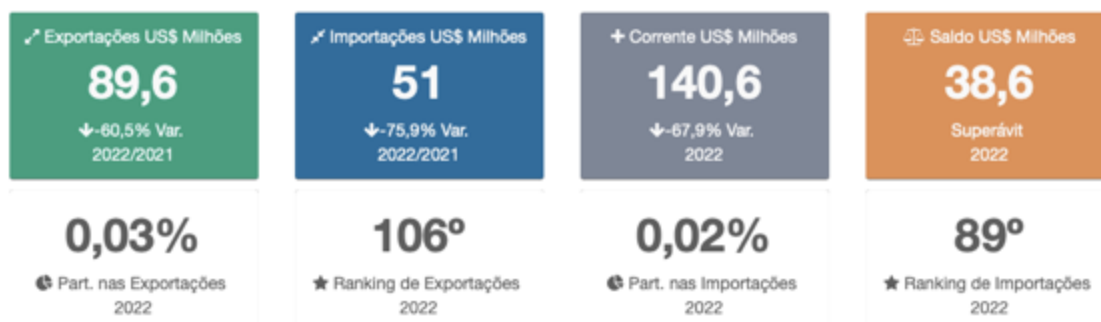 Exportações US$ Milhões
89,6
-60,5% Var.
2022/2021
Importações US$ Milhões
51
-75,9% Var.
2022/2021
Corrente US$ Milhões
140,6
-67,9% Var.
2022
Saldo US$ Milhões
38,6
Superávit
2022
0,03%
Part. nas Exportações
2022
106º
Ranking de Exportações
2022
0,02%
Part. nas Importações
2022
89º
Ranking de Importações
2022